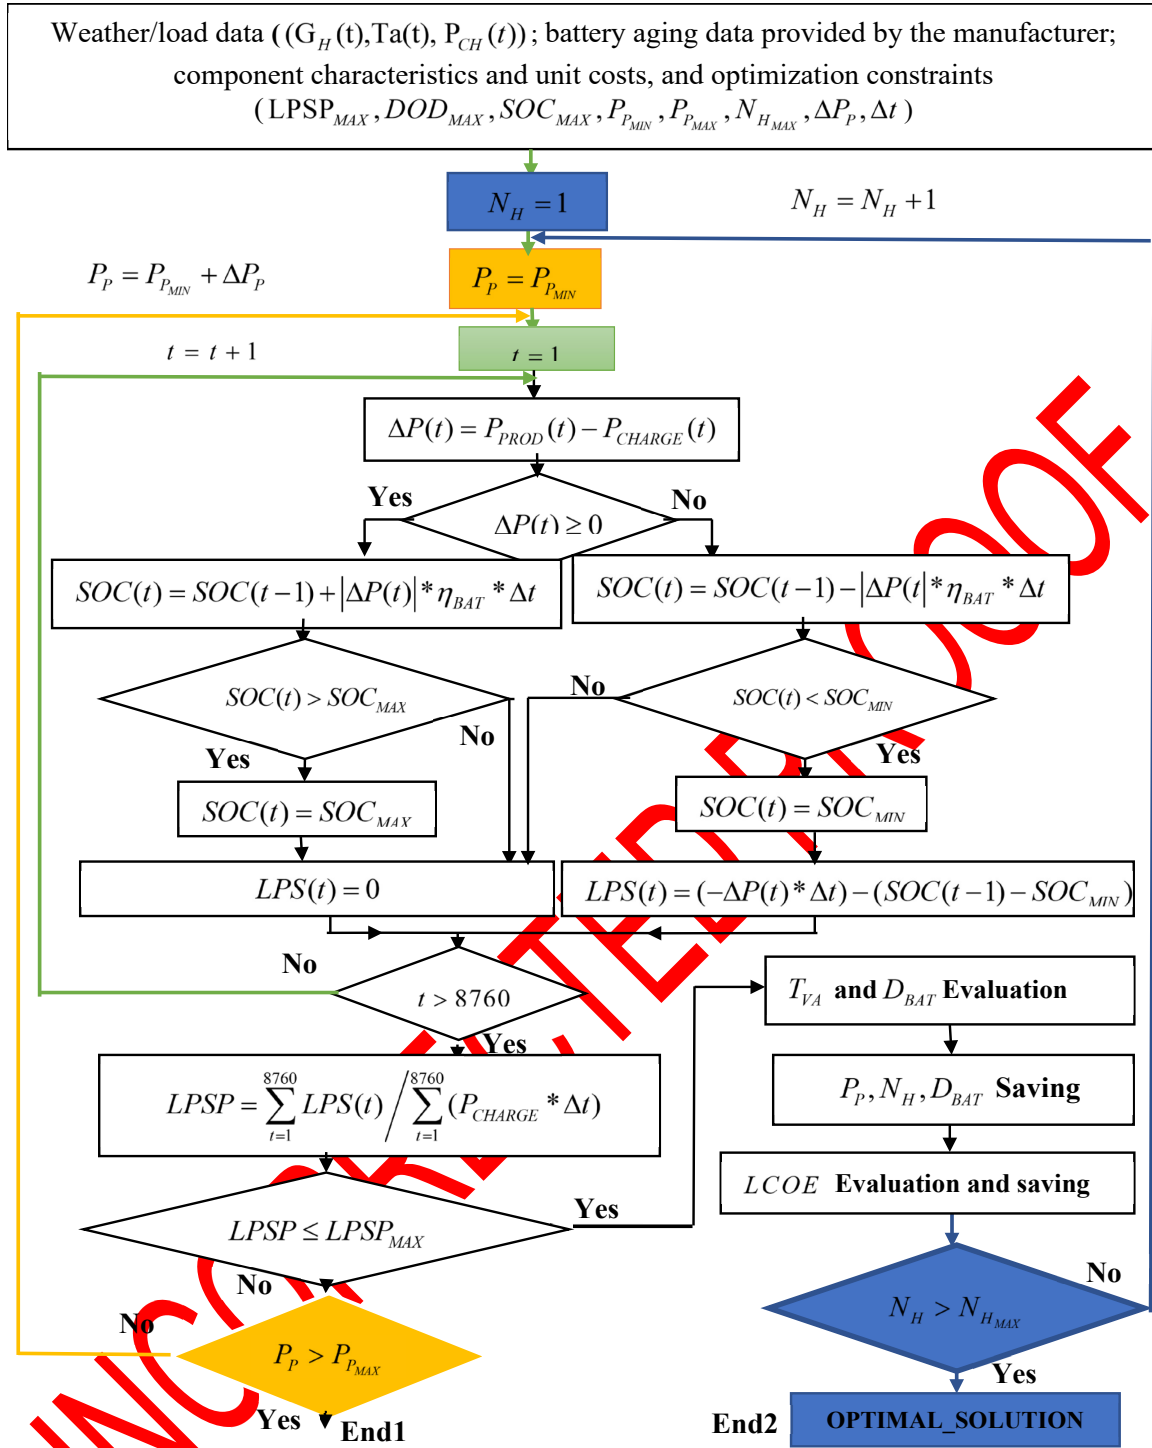 Weather/load data ((G_H(t),Ta(t), P_CH(t)); battery aging data provided by the manufacturer;
component characteristics and unit costs, and optimization constraints
(LPSP_MAX, DOD_MAX, SOC_MAX, P_P_MIN, P_P_MAX, N_H_MAX, ΔP_P, Δt)
N_H = 1
N_H = N_H + 1
P_P = P_P_MIN + ΔP_P
P_P = P_P_MIN
t = t + 1
t = 1
ΔP(t) = P_PROD(t) − P_CHARGE(t)
Yes
No
ΔP(t) ≥ 0
SOC(t) = SOC(t−1) + |ΔP(t)| * η_BAT * Δt
SOC(t) = SOC(t−1) − |ΔP(t| * η_BAT * Δt
SOC(t) > SOC_MAX
No
No
SOC(t) < SOC_MIN
Yes
Yes
SOC(t) = SOC_MAX
SOC(t) = SOC_MIN
LPS(t) = 0
LPS(t) = (−ΔP(t) * Δt) − (SOC(t−1) − SOC_MIN)
No
t > 8760
T_VA and D_BAT Evaluation
Yes
LPSP = ∑_{t=1}^{8760} LPS(t) / ∑_{t=1}^{8760} (P_CHARGE * Δt)
P_P, N_H, D_BAT Saving
LCOE Evaluation and saving
LPSP ≤ LPSP_MAX
Yes
No
No
N_H > N_H_MAX
No
P_P > P_P_MAX
Yes
Yes
End1
End2
OPTIMAL_SOLUTION
UNCORRECTED PROOF